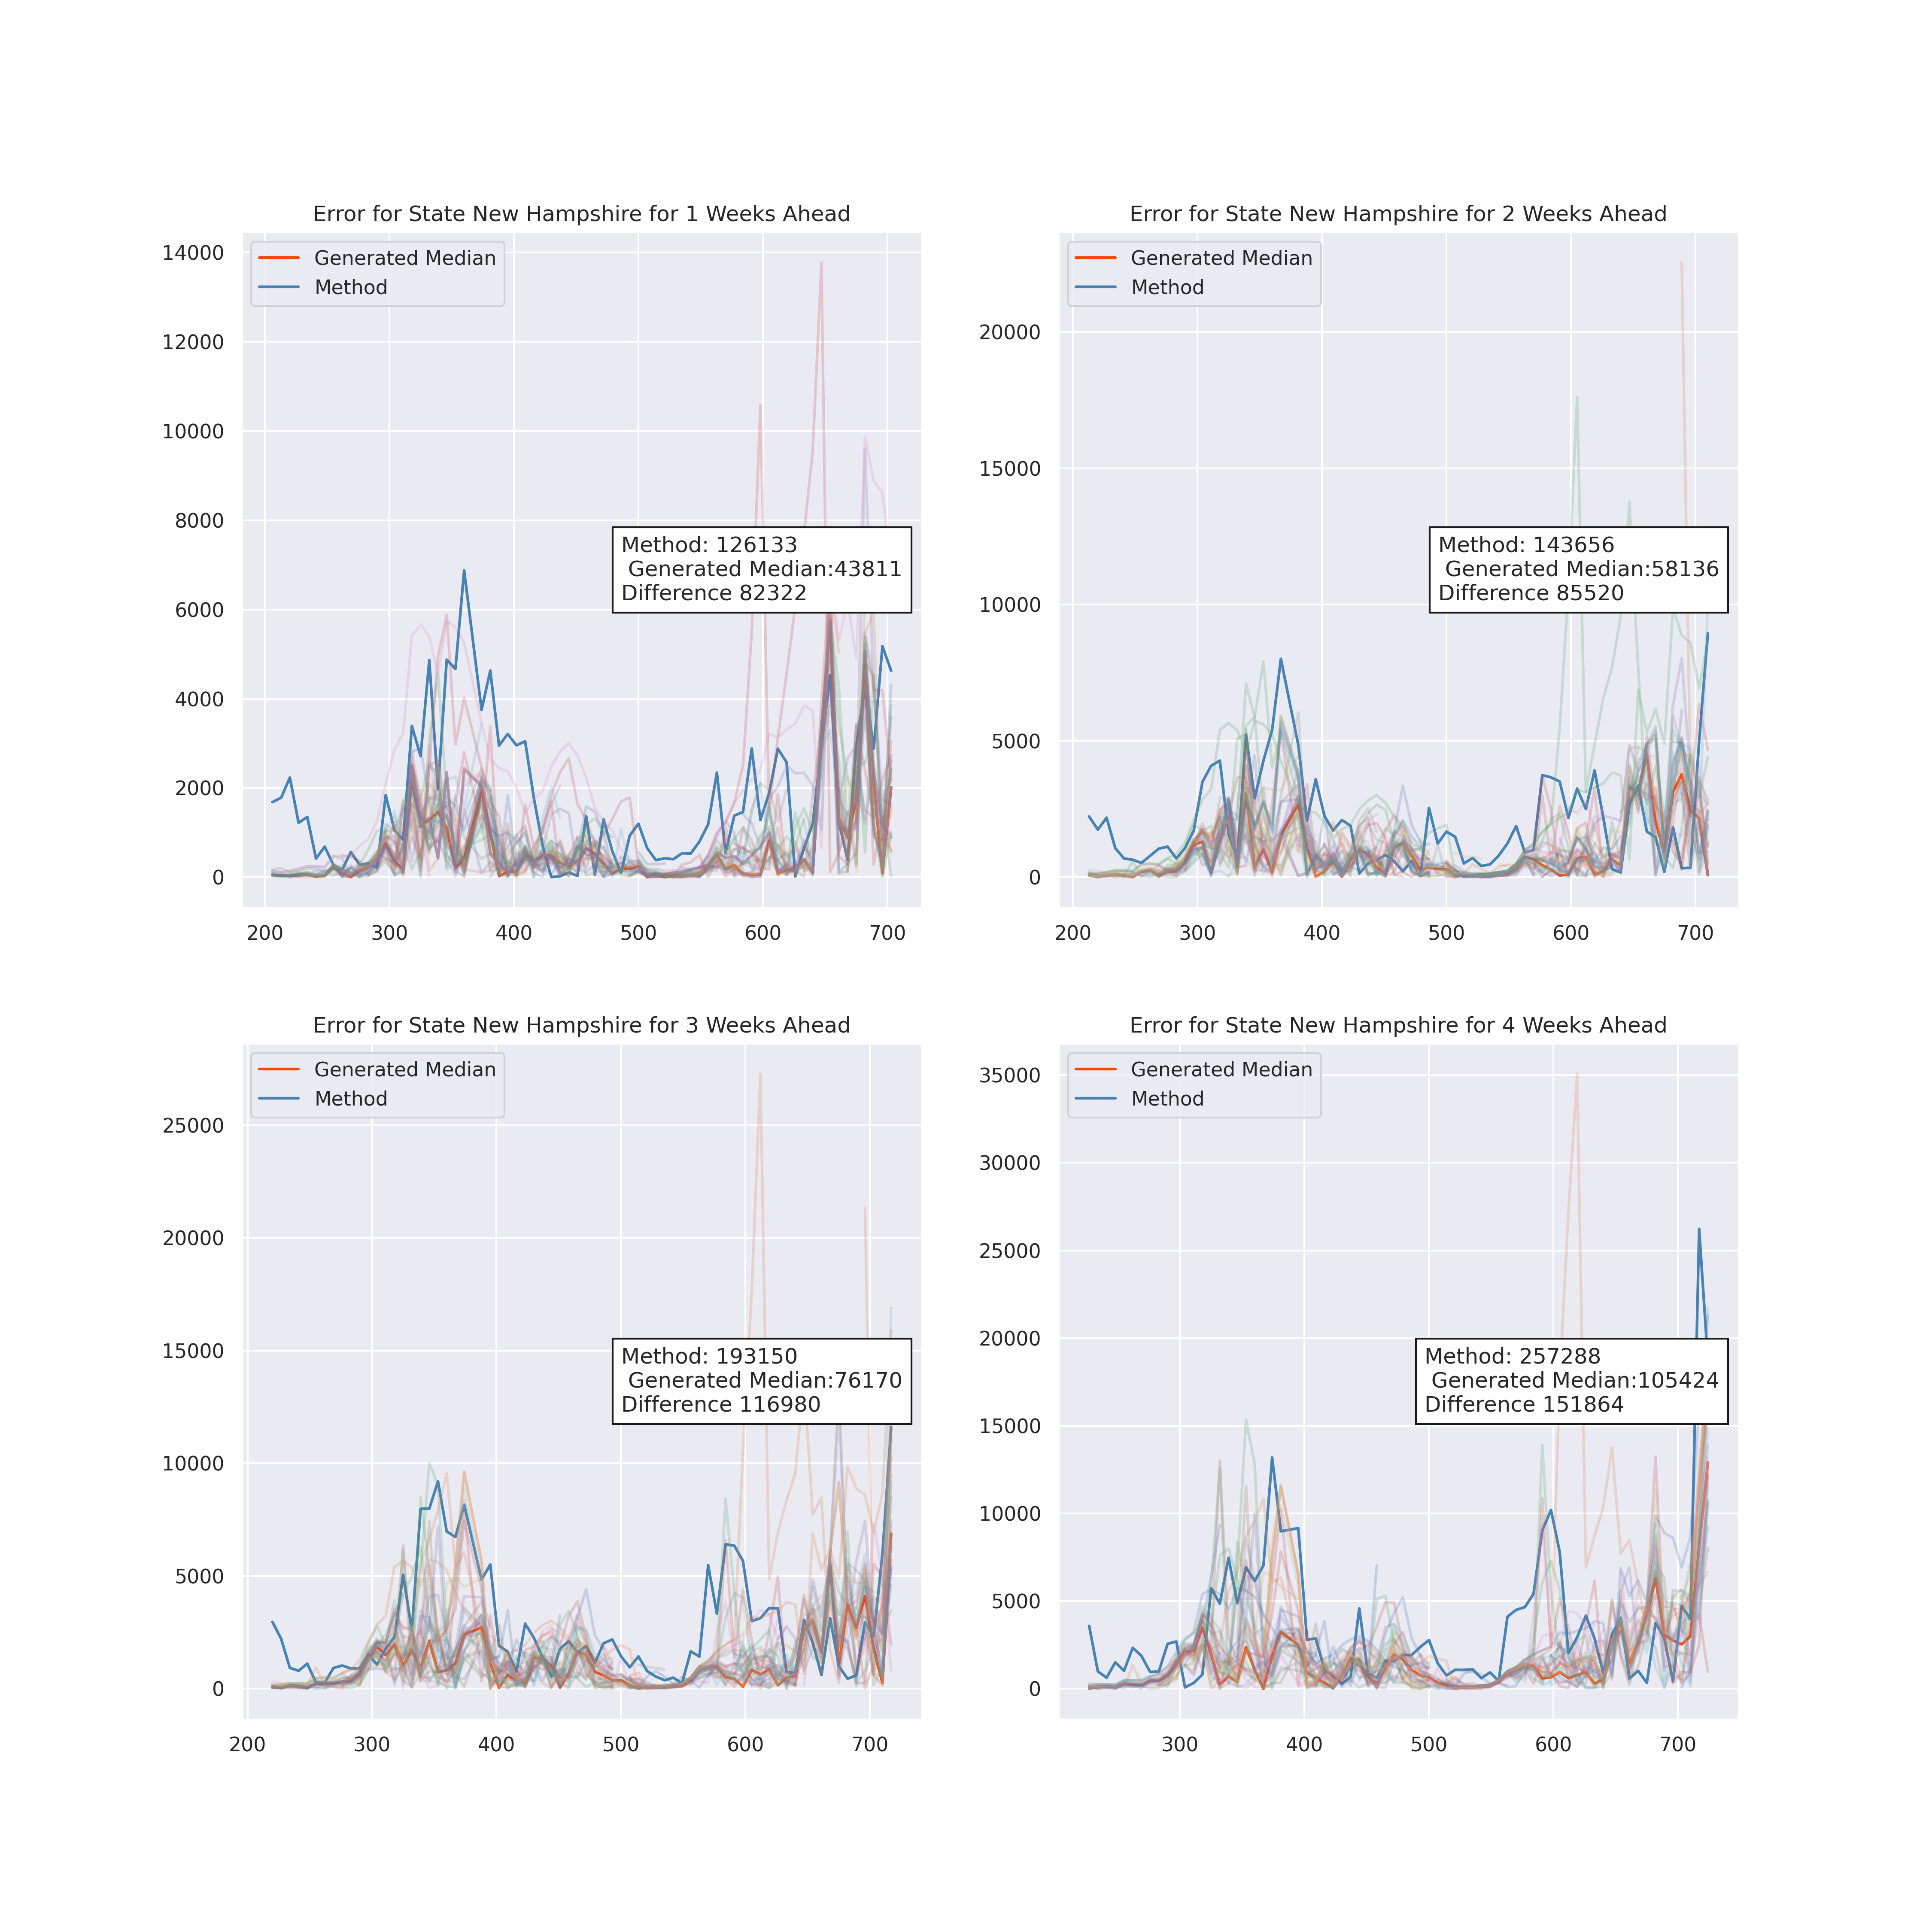 Error for State New Hampshire for 1 Weeks Ahead
Generated Median
Method
14000
12000
10000
8000
6000
4000
2000
0
Method: 126133
Generated Median:43811
Difference 82322
200 300 400 500 600 700
Error for State New Hampshire for 2 Weeks Ahead
Generated Median
Method
20000
15000
10000
5000
0
Method: 143656
Generated Median:58136
Difference 85520
200 300 400 500 600 700
Error for State New Hampshire for 3 Weeks Ahead
Generated Median
Method
25000
20000
15000
10000
5000
0
Method: 193150
Generated Median:76170
Difference 116980
200 300 400 500 600 700
Error for State New Hampshire for 4 Weeks Ahead
Generated Median
Method
35000
30000
25000
20000
15000
10000
5000
0
Method: 257288
Generated Median:105424
Difference 151864
300 400 500 600 700